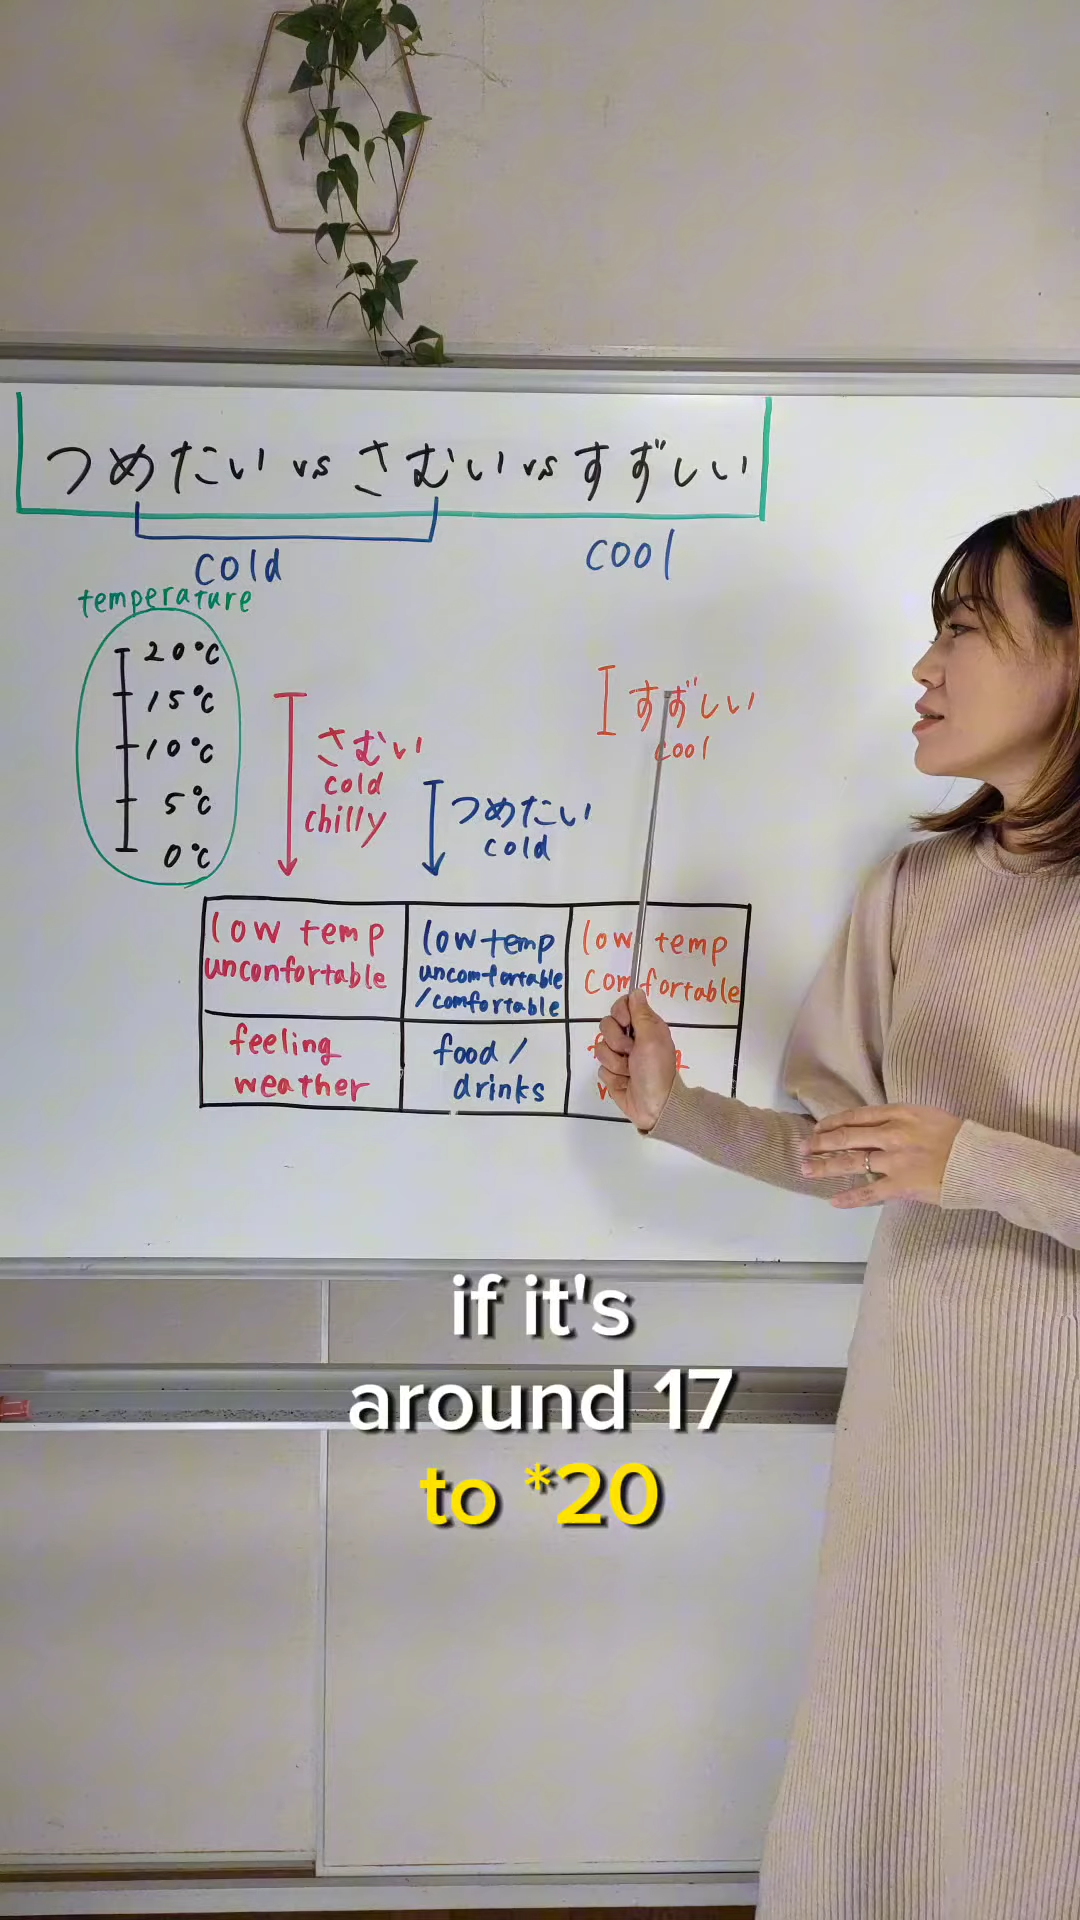 つめたい vs さむい vs すずしい
cold
cool
temperature
20°C
15°C
10°C
5°C
0°C
さむい
cold
chilly
つめたい
cold
すずしい
cool
low temp
unconfortable
low temp
uncomfortable
/comfortable
low temp
comfortable
feeling
weather
food /
drinks
if it's
around 17
to *20